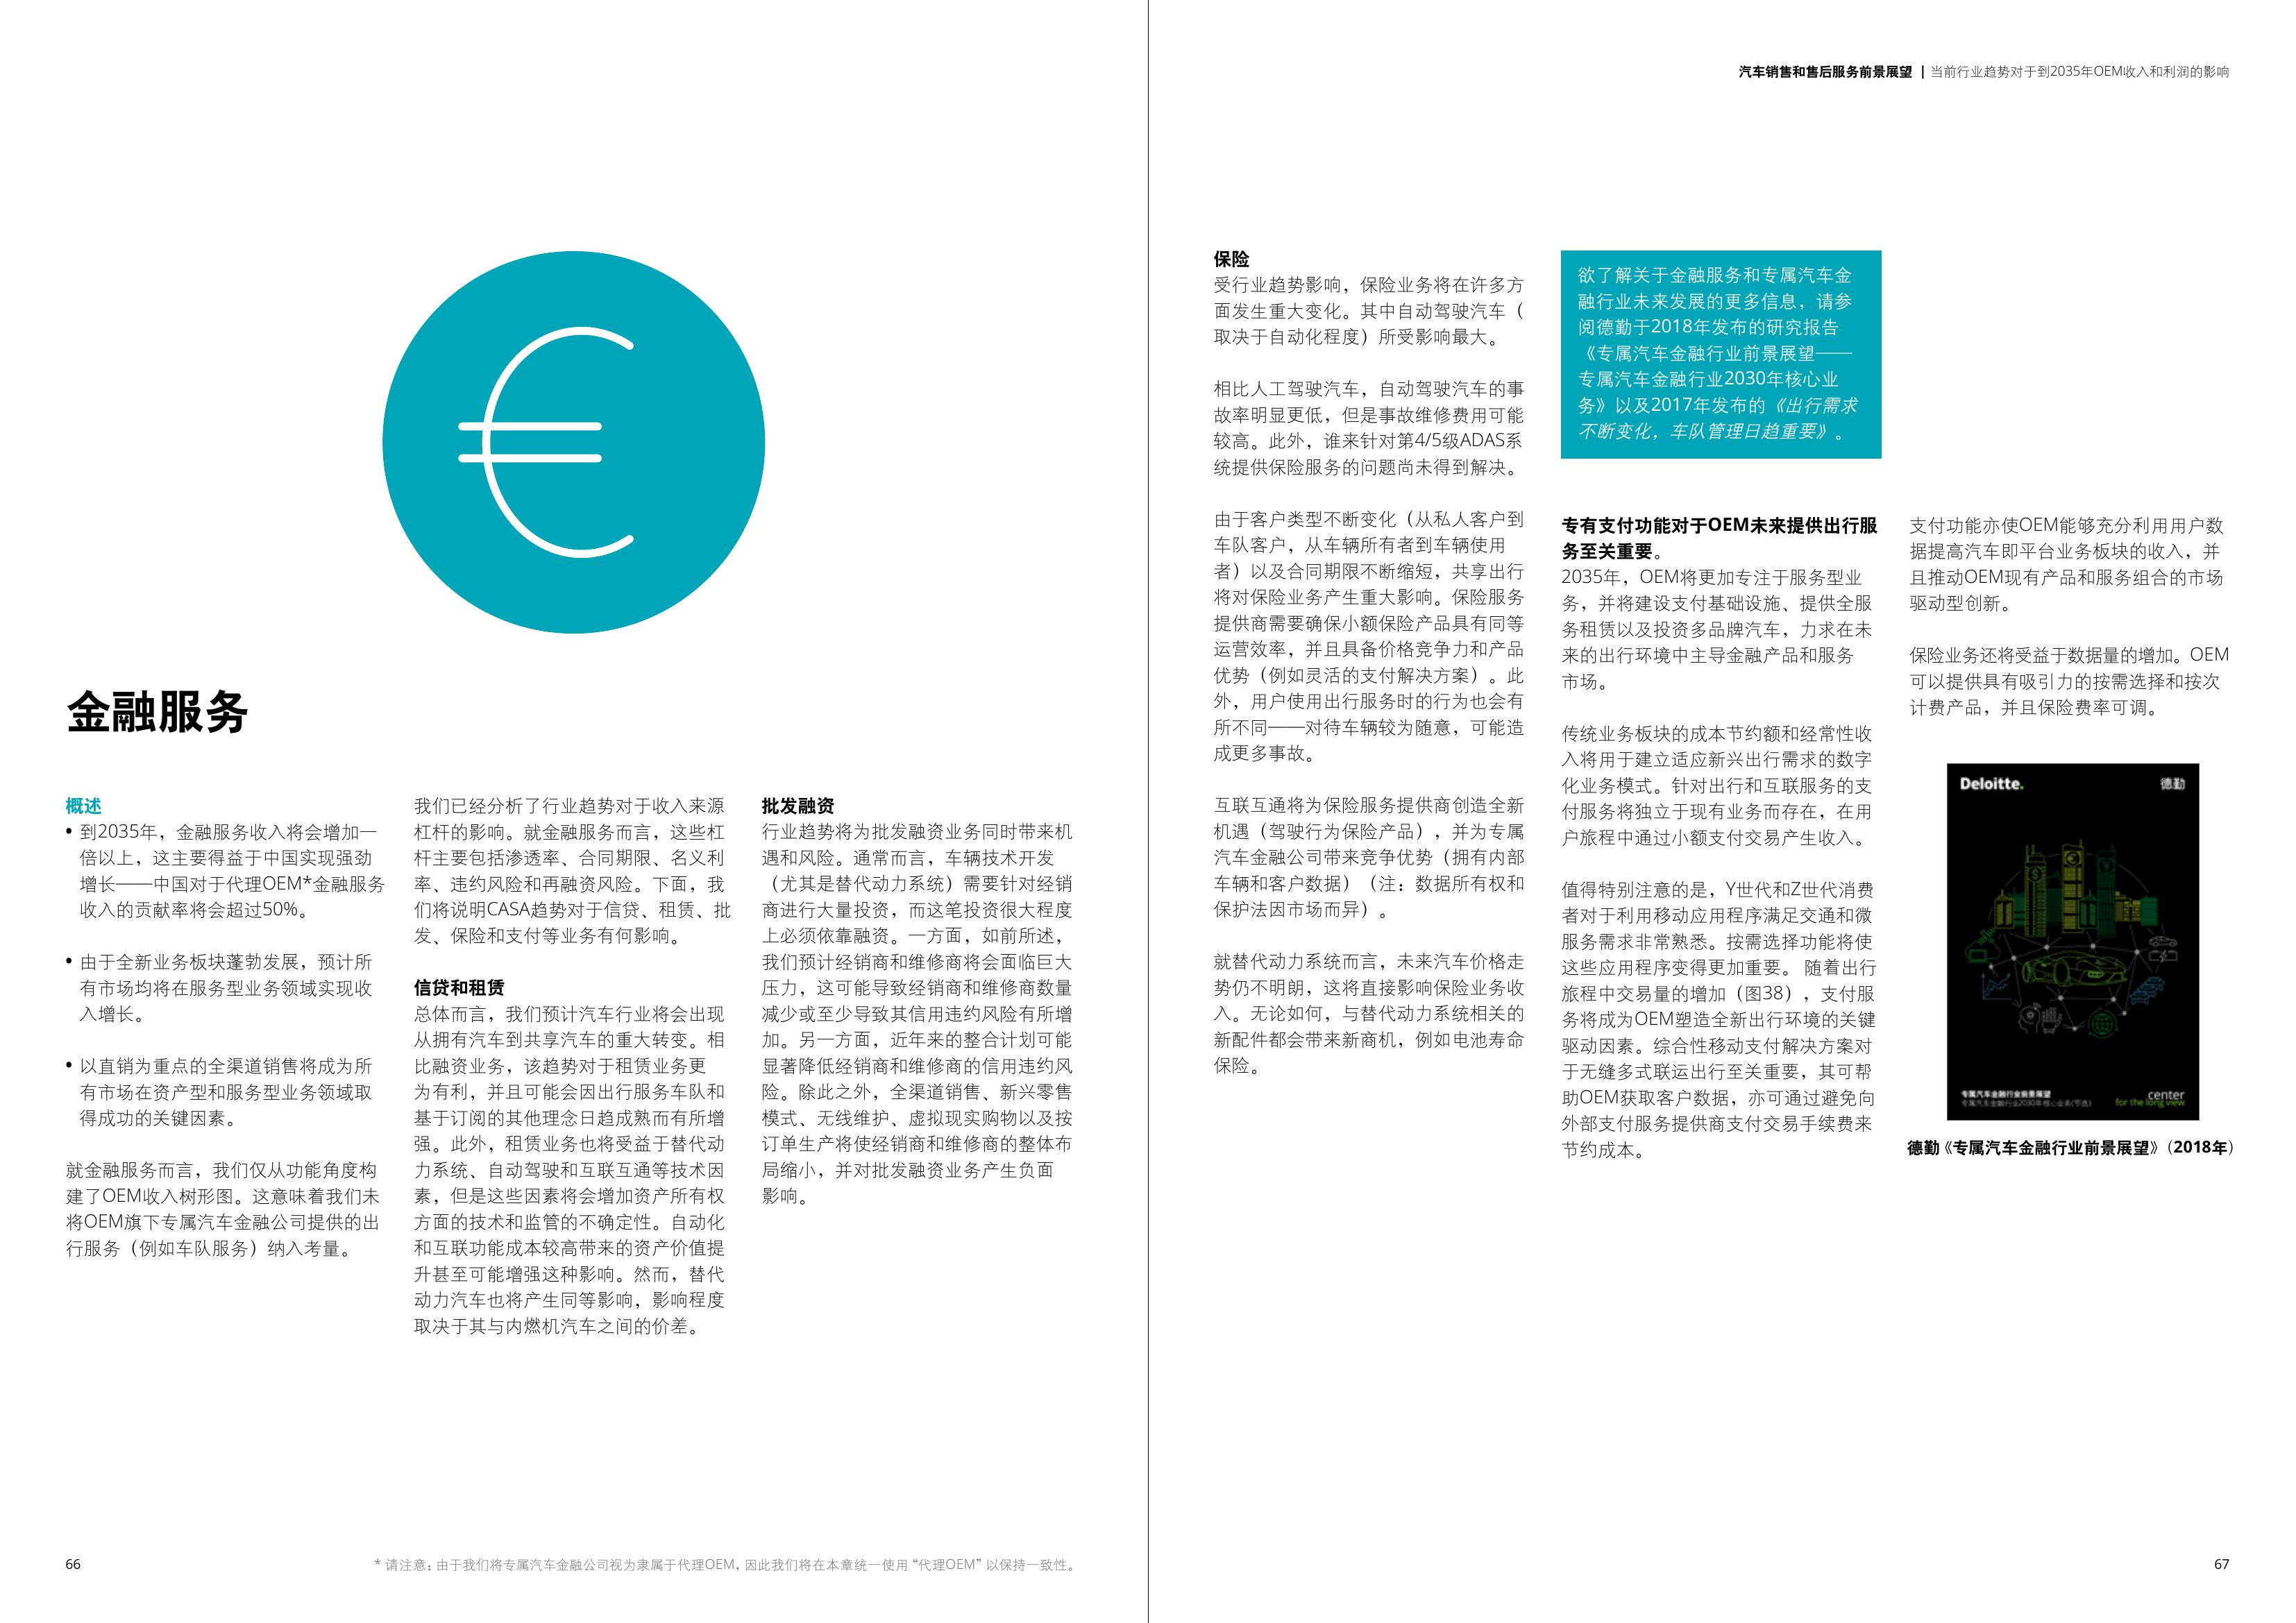 汽车销售和售后服务前景展望 | 当前行业趋势对于到2035年OEM收入和利润的影响
€
金融服务
概述
• 到2035年，金融服务收入将会增加一
倍以上，这主要得益于中国实现强劲
增长——中国对于代理OEM*金融服务
收入的贡献率将会超过50%。
• 由于全新业务板块蓬勃发展，预计所
有市场均将在服务型业务领域实现收
入增长。
• 以直销为重点的全渠道销售将成为所
有市场在资产型和服务型业务领域取
得成功的关键因素。
就金融服务而言，我们仅从功能角度构
建了OEM收入树形图。这意味着我们未
将OEM旗下专属汽车金融公司提供的出
行服务（例如车队服务）纳入考量。
我们已经分析了行业趋势对于收入来源
杠杆的影响。就金融服务而言，这些杠
杆主要包括渗透率、合同期限、名义利
率、违约风险和再融资风险。下面，我
们将说明CASA趋势对于信贷、租赁、批
发、保险和支付等业务有何影响。
信贷和租赁
总体而言，我们预计汽车行业将会出现
从拥有汽车到共享汽车的重大转变。相
比融资业务，该趋势对于租赁业务更
为有利，并且可能会因出行服务车队和
基于订阅的其他理念日趋成熟而有所增
强。此外，租赁业务也将受益于替代动
力系统、自动驾驶和互联互通等技术因
素，但是这些因素将会增加资产所有权
方面的技术和监管的不确定性。自动化
和互联功能成本较高带来的资产价值提
升甚至可能增强这种影响。然而，替代
动力汽车也将产生同等影响，影响程度
取决于其与内燃机汽车之间的价差。
批发融资
行业趋势将为批发融资业务同时带来机
遇和风险。通常而言，车辆技术开发
（尤其是替代动力系统）需要针对经销
商进行大量投资，而这笔投资很大程度
上必须依靠融资。一方面，如前所述，
我们预计经销商和维修商将会面临巨大
压力，这可能导致经销商和维修商数量
减少或至少导致其信用违约风险有所增
加。另一方面，近年来的整合计划可能
显著降低经销商和维修商的信用违约风
险。除此之外，全渠道销售、新兴零售
模式、无线维护、虚拟现实购物以及按
订单生产将使经销商和维修商的整体布
局缩小，并对批发融资业务产生负面
影响。
66
* 请注意：由于我们将专属汽车金融公司视为隶属于代理OEM，因此我们将在本章统一使用“代理OEM”以保持一致性。
保险
受行业趋势影响，保险业务将在许多方
面发生重大变化。其中自动驾驶汽车（
取决于自动化程度）所受影响最大。
相比人工驾驶汽车，自动驾驶汽车的事
故率明显更低，但是事故维修费用可能
较高。此外，谁来针对第4/5级ADAS系
统提供保险服务的问题尚未得到解决。
由于客户类型不断变化（从私人客户到
车队客户，从车辆所有者到车辆使用
者）以及合同期限不断缩短，共享出行
将对保险业务产生重大影响。保险服务
提供商需要确保小额保险产品具有同等
运营效率，并且具备价格竞争力和产品
优势（例如灵活的支付解决方案）。此
外，用户使用出行服务时的行为也会有
所不同——对待车辆较为随意，可能造
成更多事故。
互联互通将为保险服务提供商创造全新
机遇（驾驶行为保险产品），并为专属
汽车金融公司带来竞争优势（拥有内部
车辆和客户数据）（注：数据所有权和
保护法因市场而异）。
就替代动力系统而言，未来汽车价格走
势仍不明朗，这将直接影响保险业务收
入。无论如何，与替代动力系统相关的
新配件都会带来新商机，例如电池寿命
保险。
欲了解关于金融服务和专属汽车金
融行业未来发展的更多信息，请参
阅德勤于2018年发布的研究报告
《专属汽车金融行业前景展望——
专属汽车金融行业2030年核心业
务》以及2017年发布的《出行需求
不断变化，车队管理日趋重要》。
专有支付功能对于OEM未来提供出行服
务至关重要。
2035年，OEM将更加专注于服务型业
务，并将建设支付基础设施、提供全服
务租赁以及投资多品牌汽车，力求在未
来的出行环境中主导金融产品和服务
市场。
传统业务板块的成本节约额和经常性收
入将用于建立适应新兴出行需求的数字
化业务模式。针对出行和互联服务的支
付服务将独立于现有业务而存在，在用
户旅程中通过小额支付交易产生收入。
值得特别注意的是，Y世代和Z世代消费
者对于利用移动应用程序满足交通和微
服务需求非常熟悉。按需选择功能将使
这些应用程序变得更加重要。 随着出行
旅程中交易量的增加（图38），支付服
务将成为OEM塑造全新出行环境的关键
驱动因素。综合性移动支付解决方案对
于无缝多式联运出行至关重要，其可帮
助OEM获取客户数据，亦可通过避免向
外部支付服务提供商支付交易手续费来
节约成本。
支付功能亦使OEM能够充分利用用户数
据提高汽车即平台业务板块的收入，并
且推动OEM现有产品和服务组合的市场
驱动型创新。
保险业务还将受益于数据量的增加。OEM
可以提供具有吸引力的按需选择和按次
计费产品，并且保险费率可调。
Deloitte. 德勤
专属汽车金融行业前景展望
专属汽车金融行业2030年核心业务(节选)
center
for the long view
德勤《专属汽车金融行业前景展望》（2018年）
67